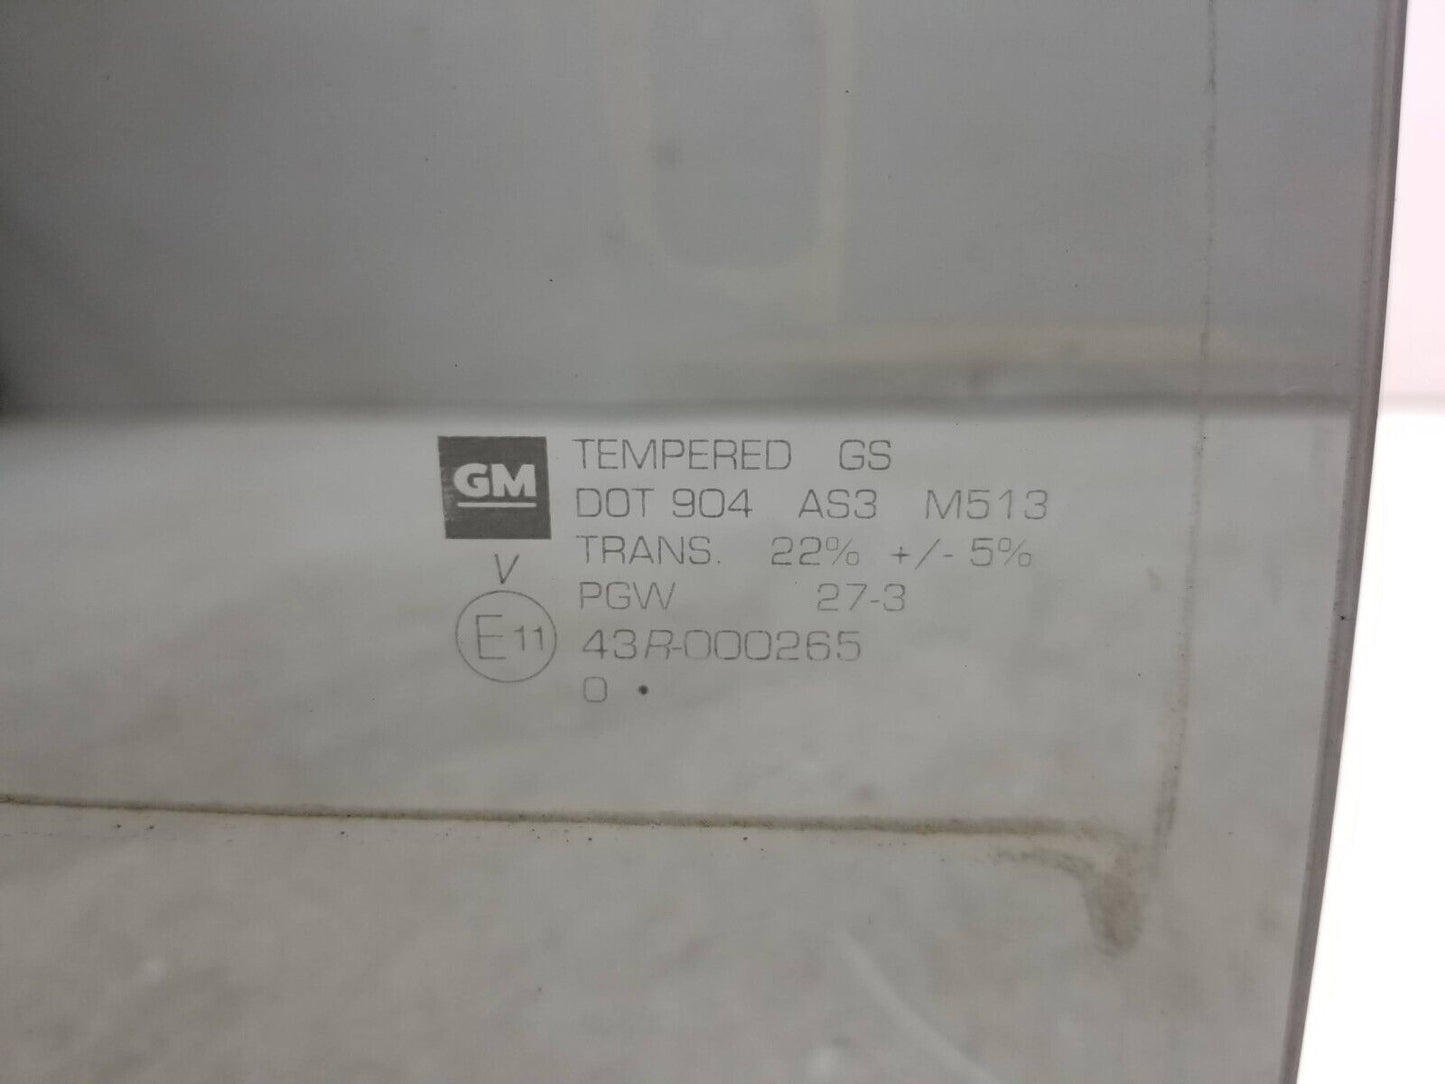 GM
TEMPERED GS
DOT 904 AS3 M513
TRANS. 22% +/- 5%
V
PGW 27-3
E11 43R-000265
0 •